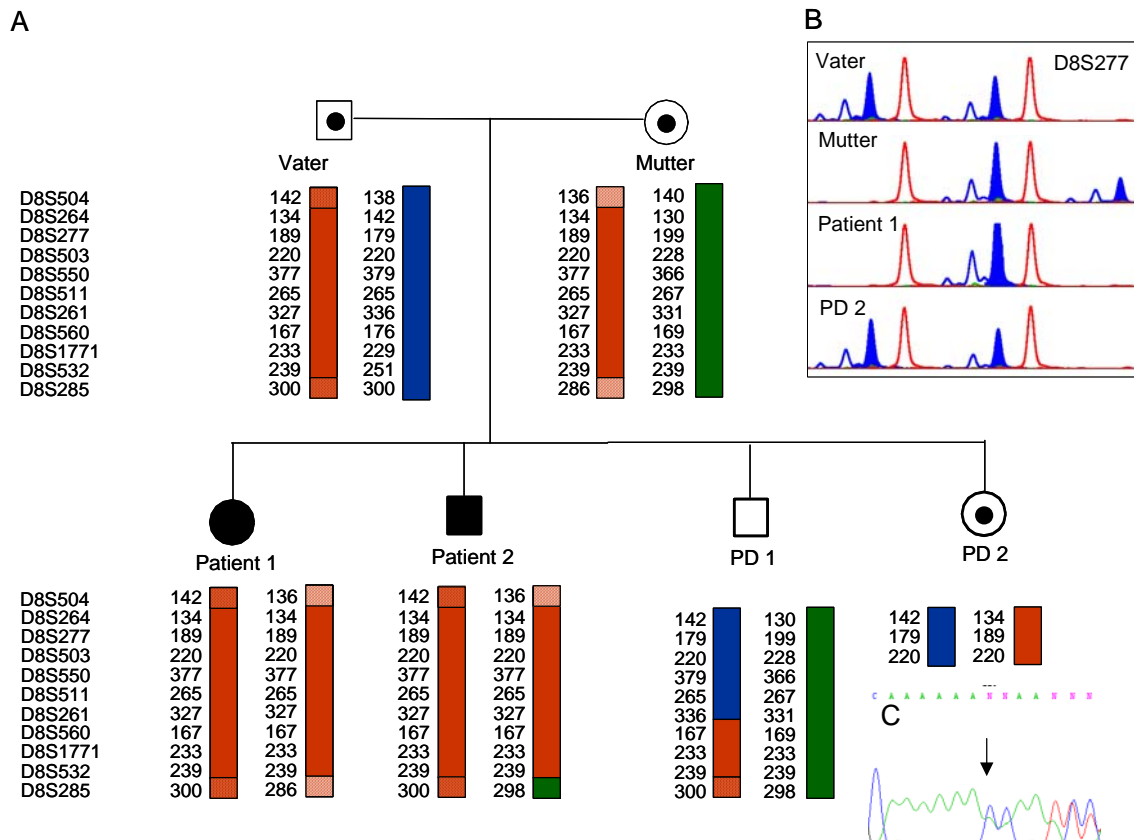 A
B
Vater D8S277
Mutter
Patient 1
PD 2
Vater Mutter
D8S504 142 138 136 140
D8S264 134 142 134 130
D8S277 189 179 189 199
D8S503 220 220 220 228
D8S550 377 379 377 366
D8S511 265 265 265 267
D8S261 327 336 327 331
D8S560 167 176 167 169
D8S1771 233 229 233 233
D8S532 239 251 239 239
D8S285 300 300 286 298
Patient 1 Patient 2 PD 1 PD 2
D8S504 142 136 142 136
D8S264 134 134 134 134 142 130 142 134
D8S277 189 189 189 189 179 199 179 189
D8S503 220 220 220 220 220 228 220 220
D8S550 377 377 377 377 379 366
D8S511 265 265 265 265 265 267
D8S261 327 327 327 327 336 331
D8S560 167 167 167 167 167 169
D8S1771 233 233 233 233 233 233
D8S532 239 239 239 239 239 239
D8S285 300 286 300 298 300 298
C A A A A A A N N A A N N N
C